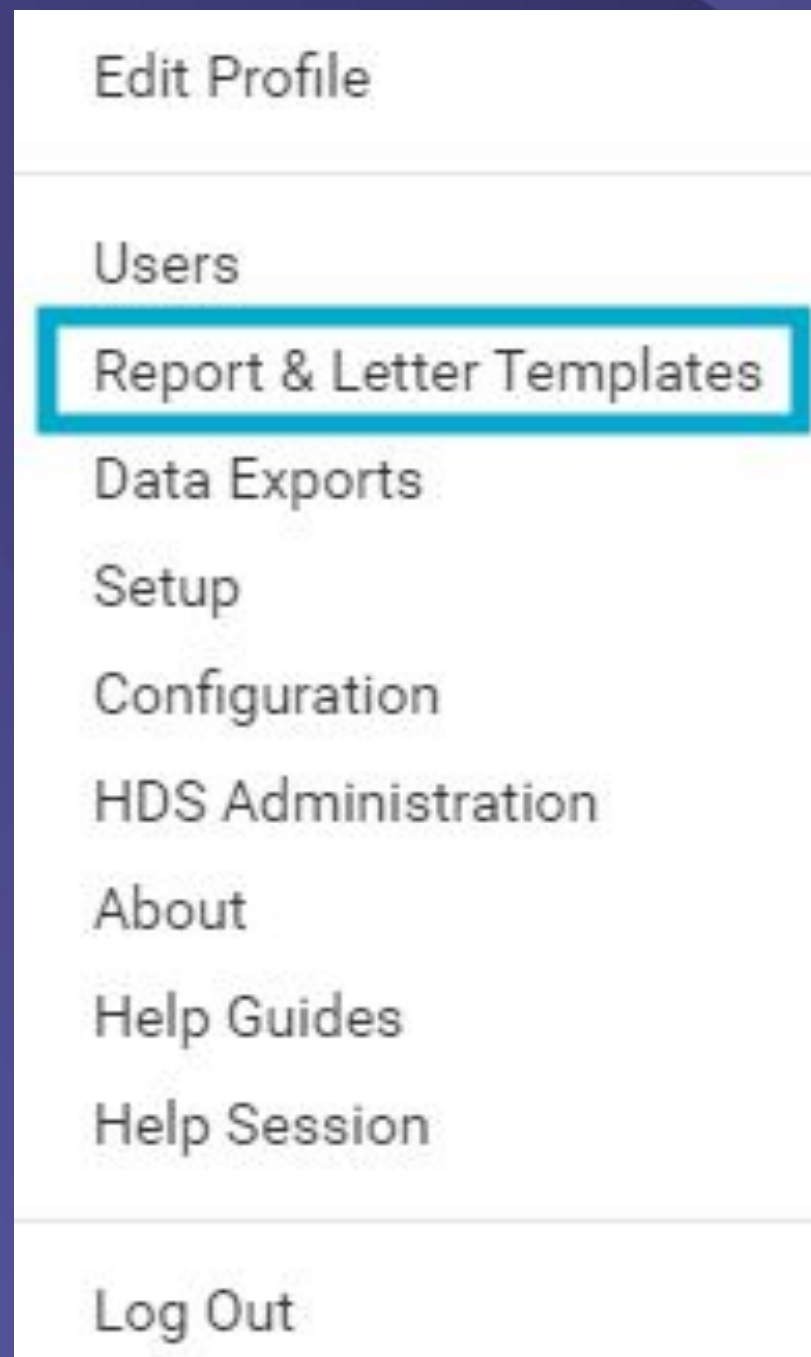 Edit Profile
Users
Report & Letter Templates
Data Exports
Setup
Configuration
HDS Administration
About
Help Guides
Help Session
Log Out